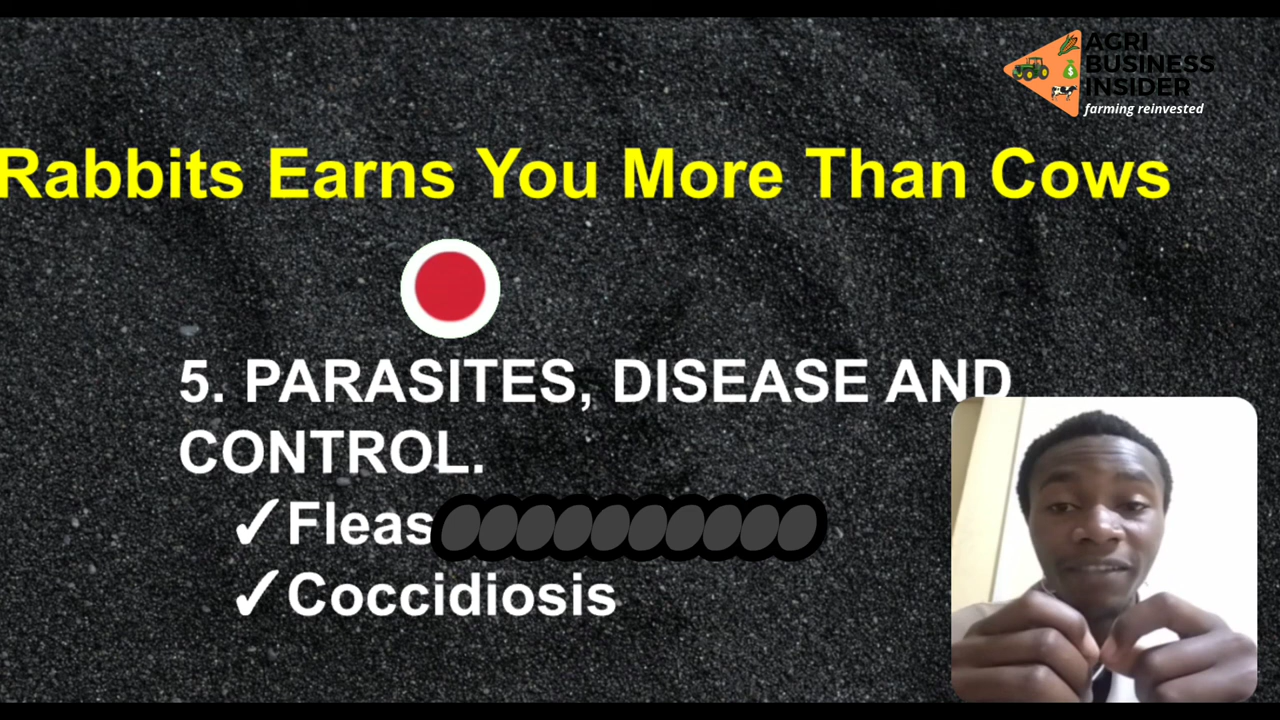 AGRI
BUSINESS
INSIDER
farming reinvested
Rabbits Earns You More Than Cows
5. PARASITES, DISEASE AND
CONTROL.
✓Fleas
✓Coccidiosis